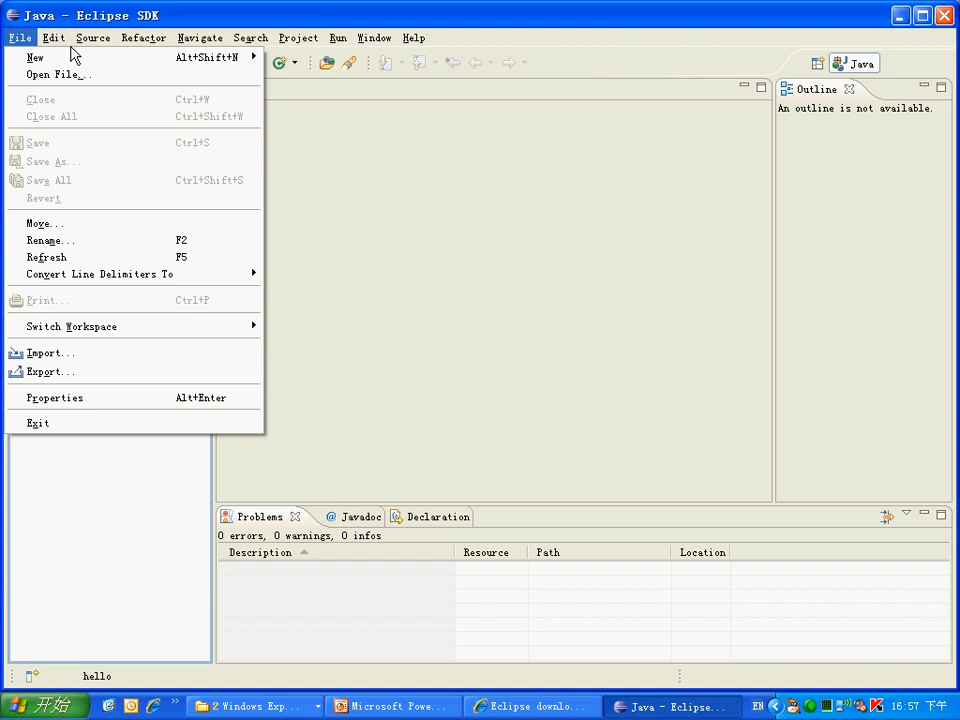 Java - Eclipse SDK
File Edit Source Refactor Navigate Search Project Run Window Help
New Alt+Shift+N
Open File...
Java
Outline
Close Ctrl+W
An outline is not available.
Close All Ctrl+Shift+W
Save Ctrl+S
Save As...
Save All Ctrl+Shift+S
Revert
Move...
Rename... F2
Refresh F5
Convert Line Delimiters To
Print... Ctrl+P
Switch Workspace
Import...
Export...
Properties Alt+Enter
Exit
Problems @ Javadoc Declaration
0 errors, 0 warnings, 0 infos
Description Resource Path Location
hello
开始 2 Windows Exp... Microsoft Powe... Eclipse downlo... Java - Eclipse... EN 16:57 下午